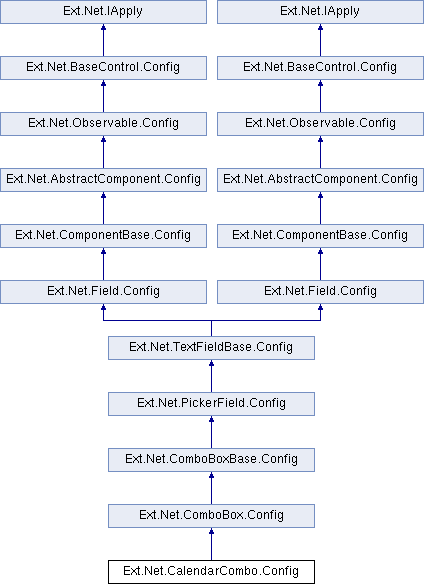 Ext.Net.IApply
Ext.Net.IApply
Ext.Net.BaseControl.Config
Ext.Net.BaseControl.Config
Ext.Net.Observable.Config
Ext.Net.Observable.Config
Ext.Net.AbstractComponent.Config
Ext.Net.AbstractComponent.Config
Ext.Net.ComponentBase.Config
Ext.Net.ComponentBase.Config
Ext.Net.Field.Config
Ext.Net.Field.Config
Ext.Net.TextFieldBase.Config
Ext.Net.PickerField.Config
Ext.Net.ComboBoxBase.Config
Ext.Net.ComboBox.Config
Ext.Net.CalendarCombo.Config